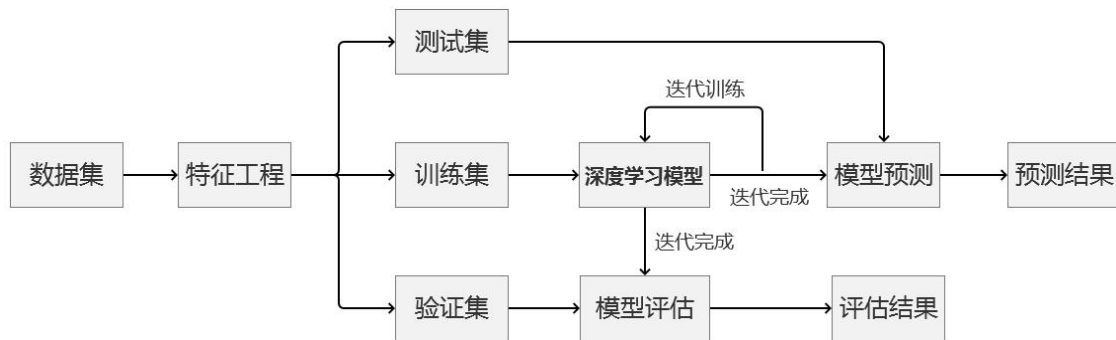 测试集
迭代训练
数据集
特征工程
训练集
深度学习模型
迭代完成
模型预测
预测结果
迭代完成
验证集
模型评估
评估结果